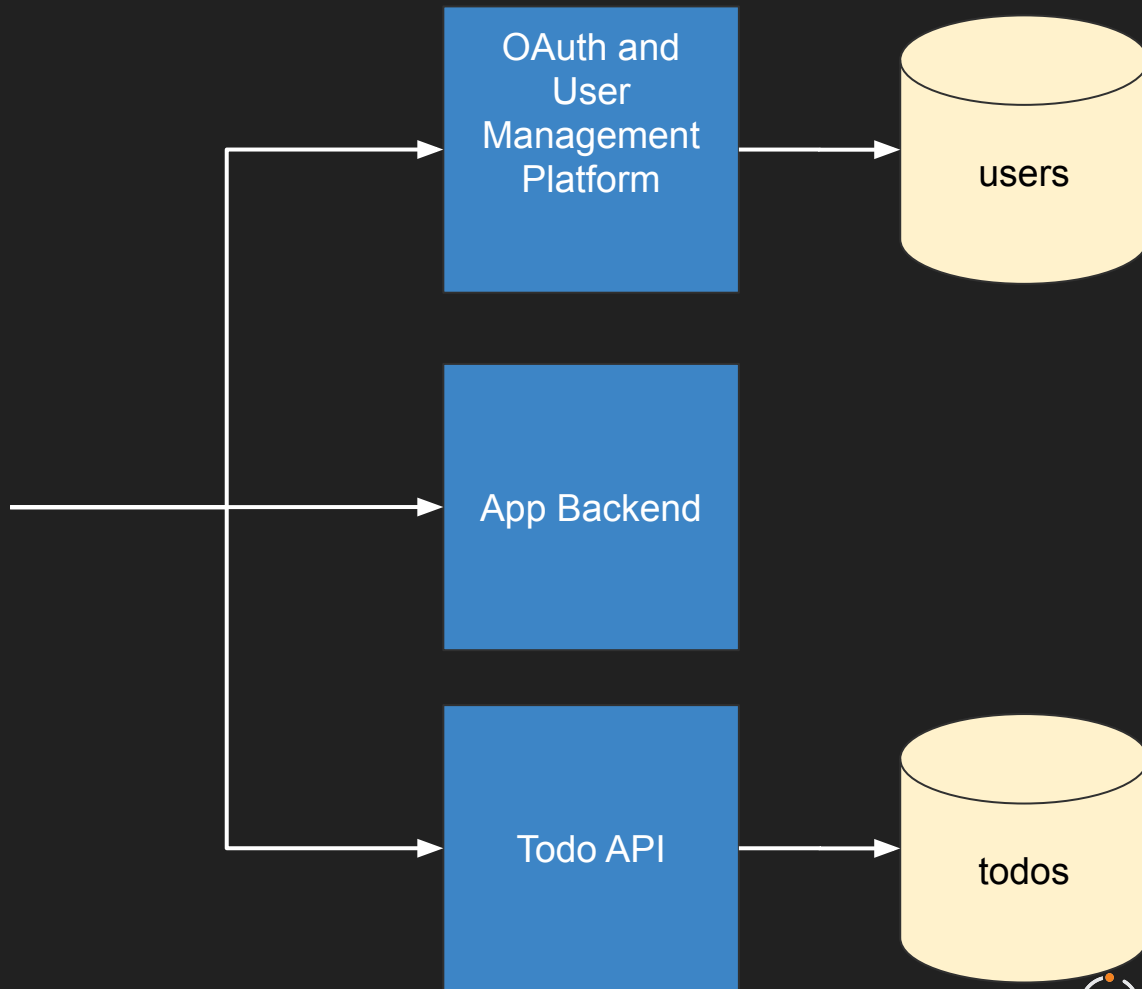 OAuth and
User
Management
Platform
users
App Backend
Todo API
todos